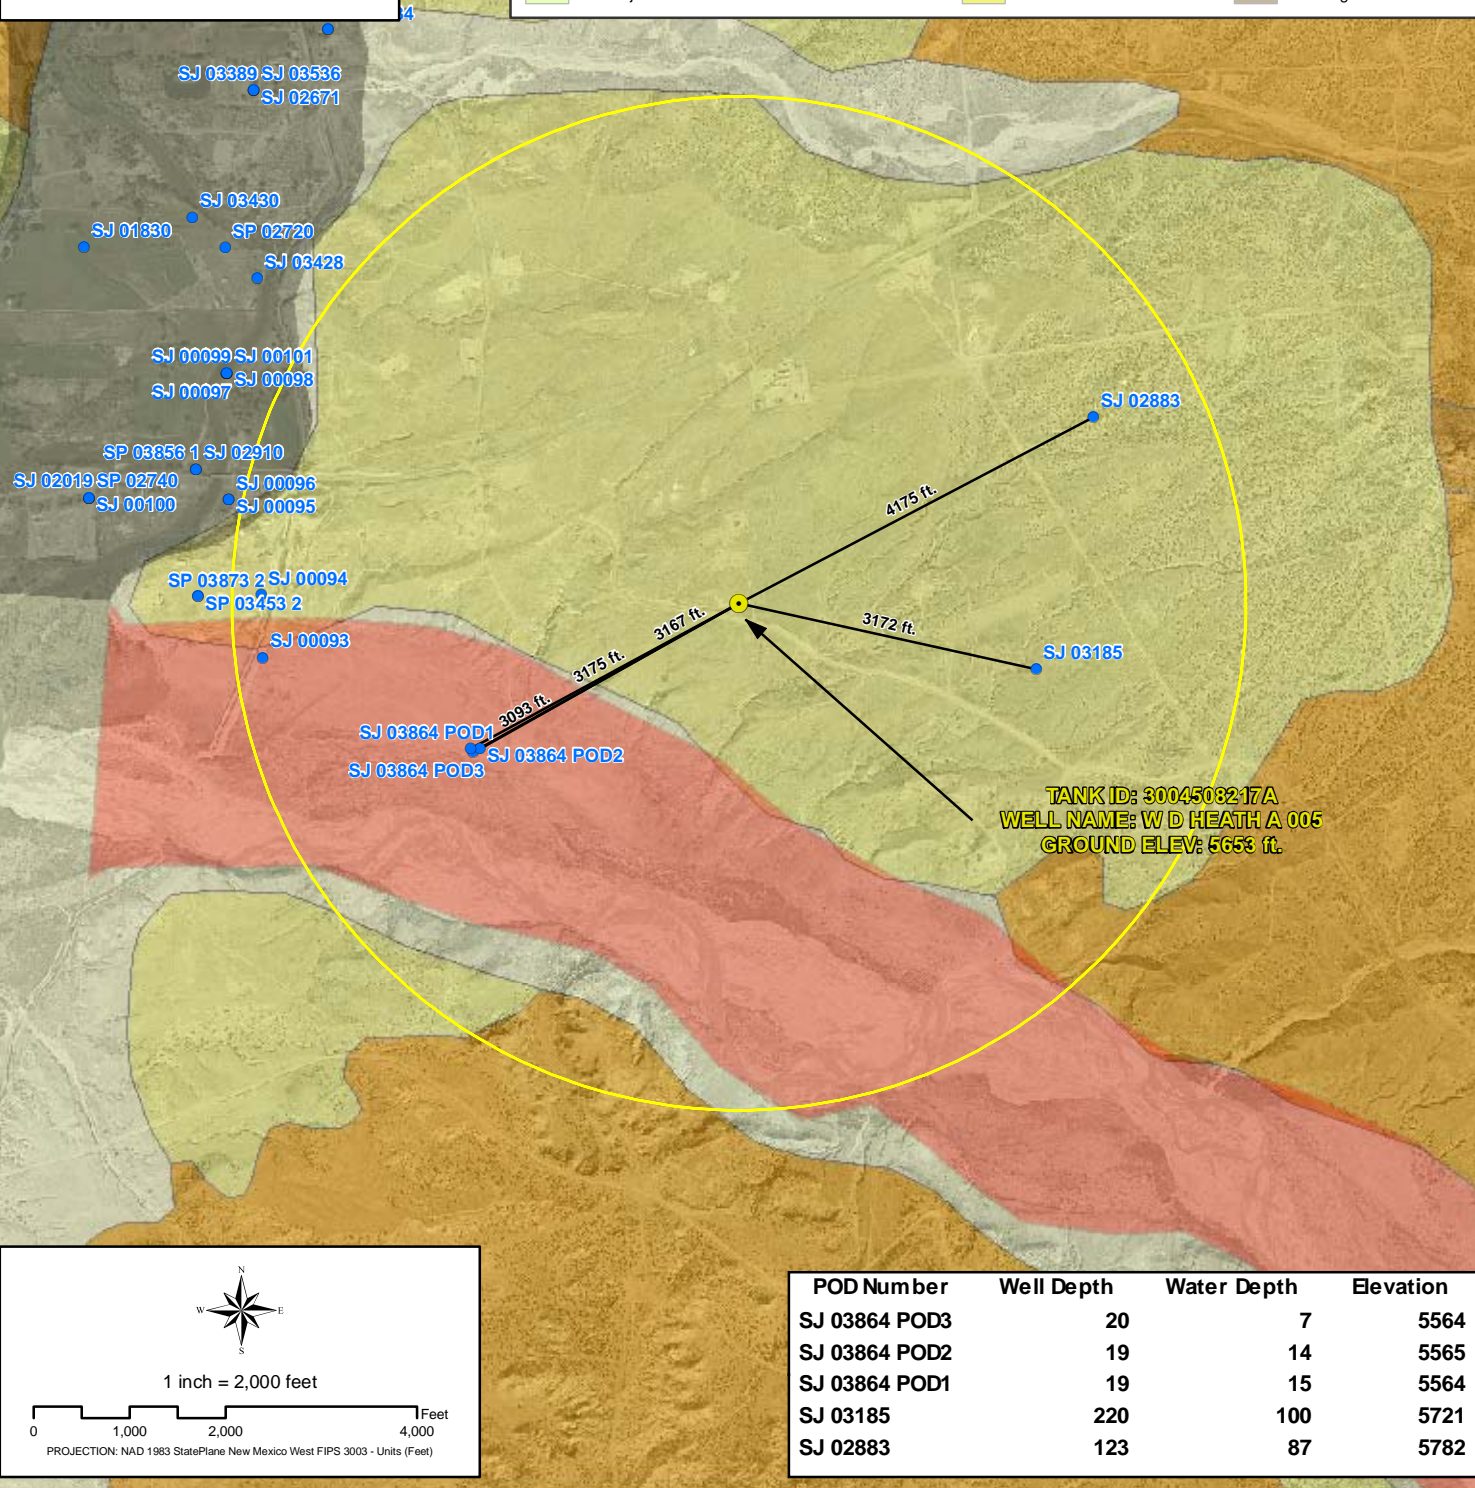 SJ 03389 SJ 03536
SJ 02671
SJ 03430
SJ 01830
SP 02720
SJ 03428
SJ 00099 SJ 00101
SJ 00098
SJ 00097
SJ 02883
SP 03856 1 SJ 02910
SJ 02019 SP 02740
SJ 00096
SJ 00100
SJ 00095
4175 ft.
SP 03873 2 SJ 00094
SP 03453 2
3167 ft.
3172 ft.
SJ 00093
SJ 03185
3175 ft.
3093 ft.
SJ 03864 POD1
SJ 03864 POD2
SJ 03864 POD3
TANK ID: 3004508217A
WELL NAME: W D HEATH A 005
GROUND ELEV: 5653 ft.
N
W E
S
1 inch = 2,000 feet
Feet
0 1,000 2,000 4,000
PROJECTION: NAD 1983 StatePlane New Mexico West FIPS 3003 - Units (Feet)
POD Number Well Depth Water Depth Elevation
SJ 03864 POD3 20 7 5564
SJ 03864 POD2 19 14 5565
SJ 03864 POD1 19 15 5564
SJ 03185 220 100 5721
SJ 02883 123 87 5782